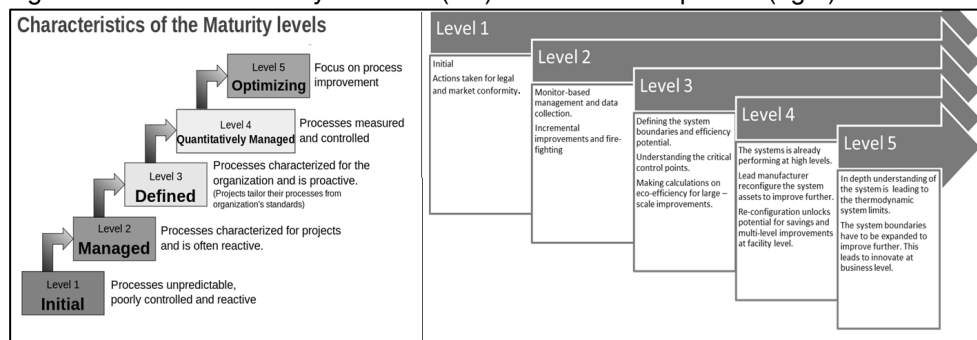 Characteristics of the Maturity levels
Level 5
Optimizing
Focus on process
improvement
Level 4
Quantitatively Managed
Processes measured
and controlled
Level 3
Defined
Processes characterized for the
organization and is proactive.
(Projects tailor their processes from
organization's standards)
Level 2
Managed
Processes characterized for projects
and is often reactive.
Level 1
Initial
Processes unpredictable,
poorly controlled and reactive
Level 1
Initial
Actions taken for legal
and market conformity.
Level 2
Monitor-based
management and data
collection.
Incremental
improvements and fire-
fighting
Level 3
Defining the system
boundaries and efficiency
potential.
Understanding the critical
control points.
Making calculations on
eco-efficiency for large –
scale improvements.
Level 4
The systems is already
performing at high levels.
Lead manufacturer
reconfigure the system
assets to improve further.
Re-configuration unlocks
potential for savings and
multi-level improvements
at facility level.
Level 5
In depth understanding of
the system is leading to
the thermodynamic
system limits.
The system boundaries
have to be expanded to
improve further. This
leads to innovate at
business level.